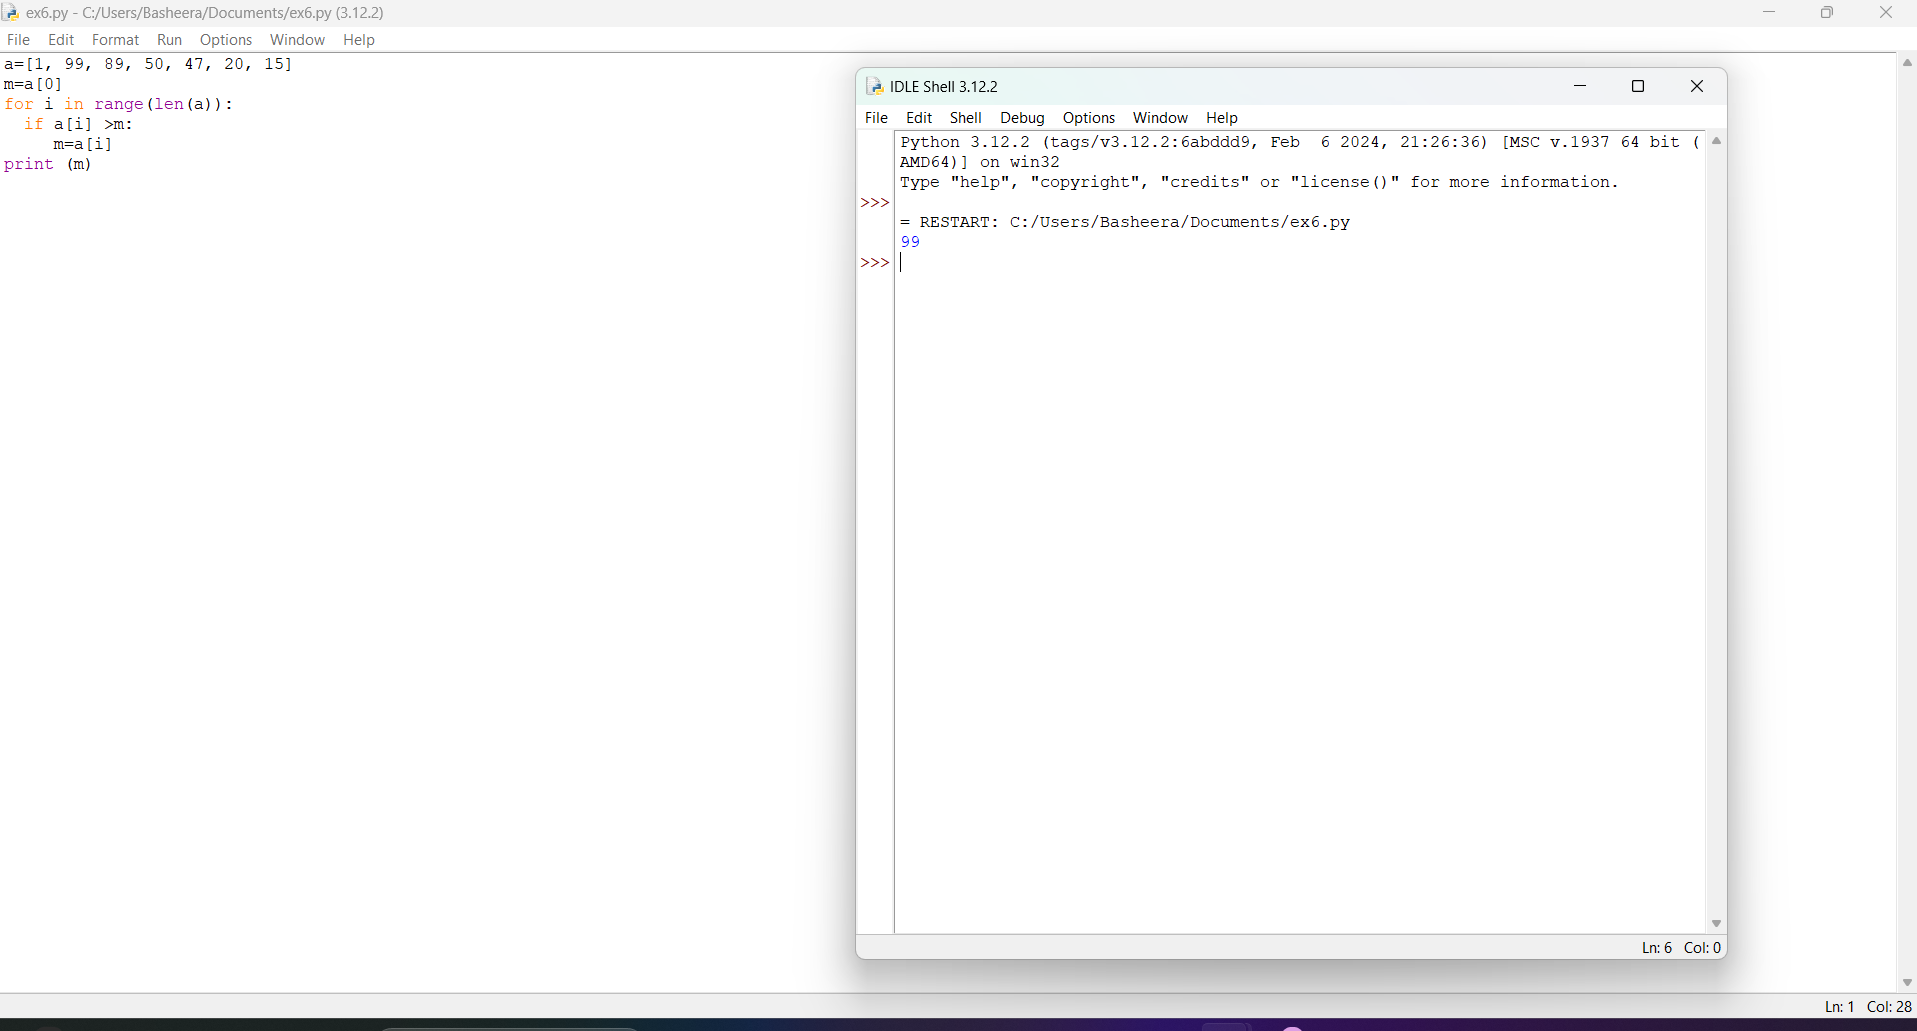 ex6.py - C:/Users/Basheera/Documents/ex6.py (3.12.2)
File Edit Format Run Options Window Help
a=[1, 99, 89, 50, 47, 20, 15]
m=a[0]
for i in range(len(a)):
  if a[i] >m:
     m=a[i]
print (m)
IDLE Shell 3.12.2
File Edit Shell Debug Options Window Help
Python 3.12.2 (tags/v3.12.2:6abddd9, Feb  6 2024, 21:26:36) [MSC v.1937 64 bit (
AMD64)] on win32
Type "help", "copyright", "credits" or "license()" for more information.
>>>
= RESTART: C:/Users/Basheera/Documents/ex6.py
99
>>>
Ln: 6 Col: 0
Ln: 1 Col: 28